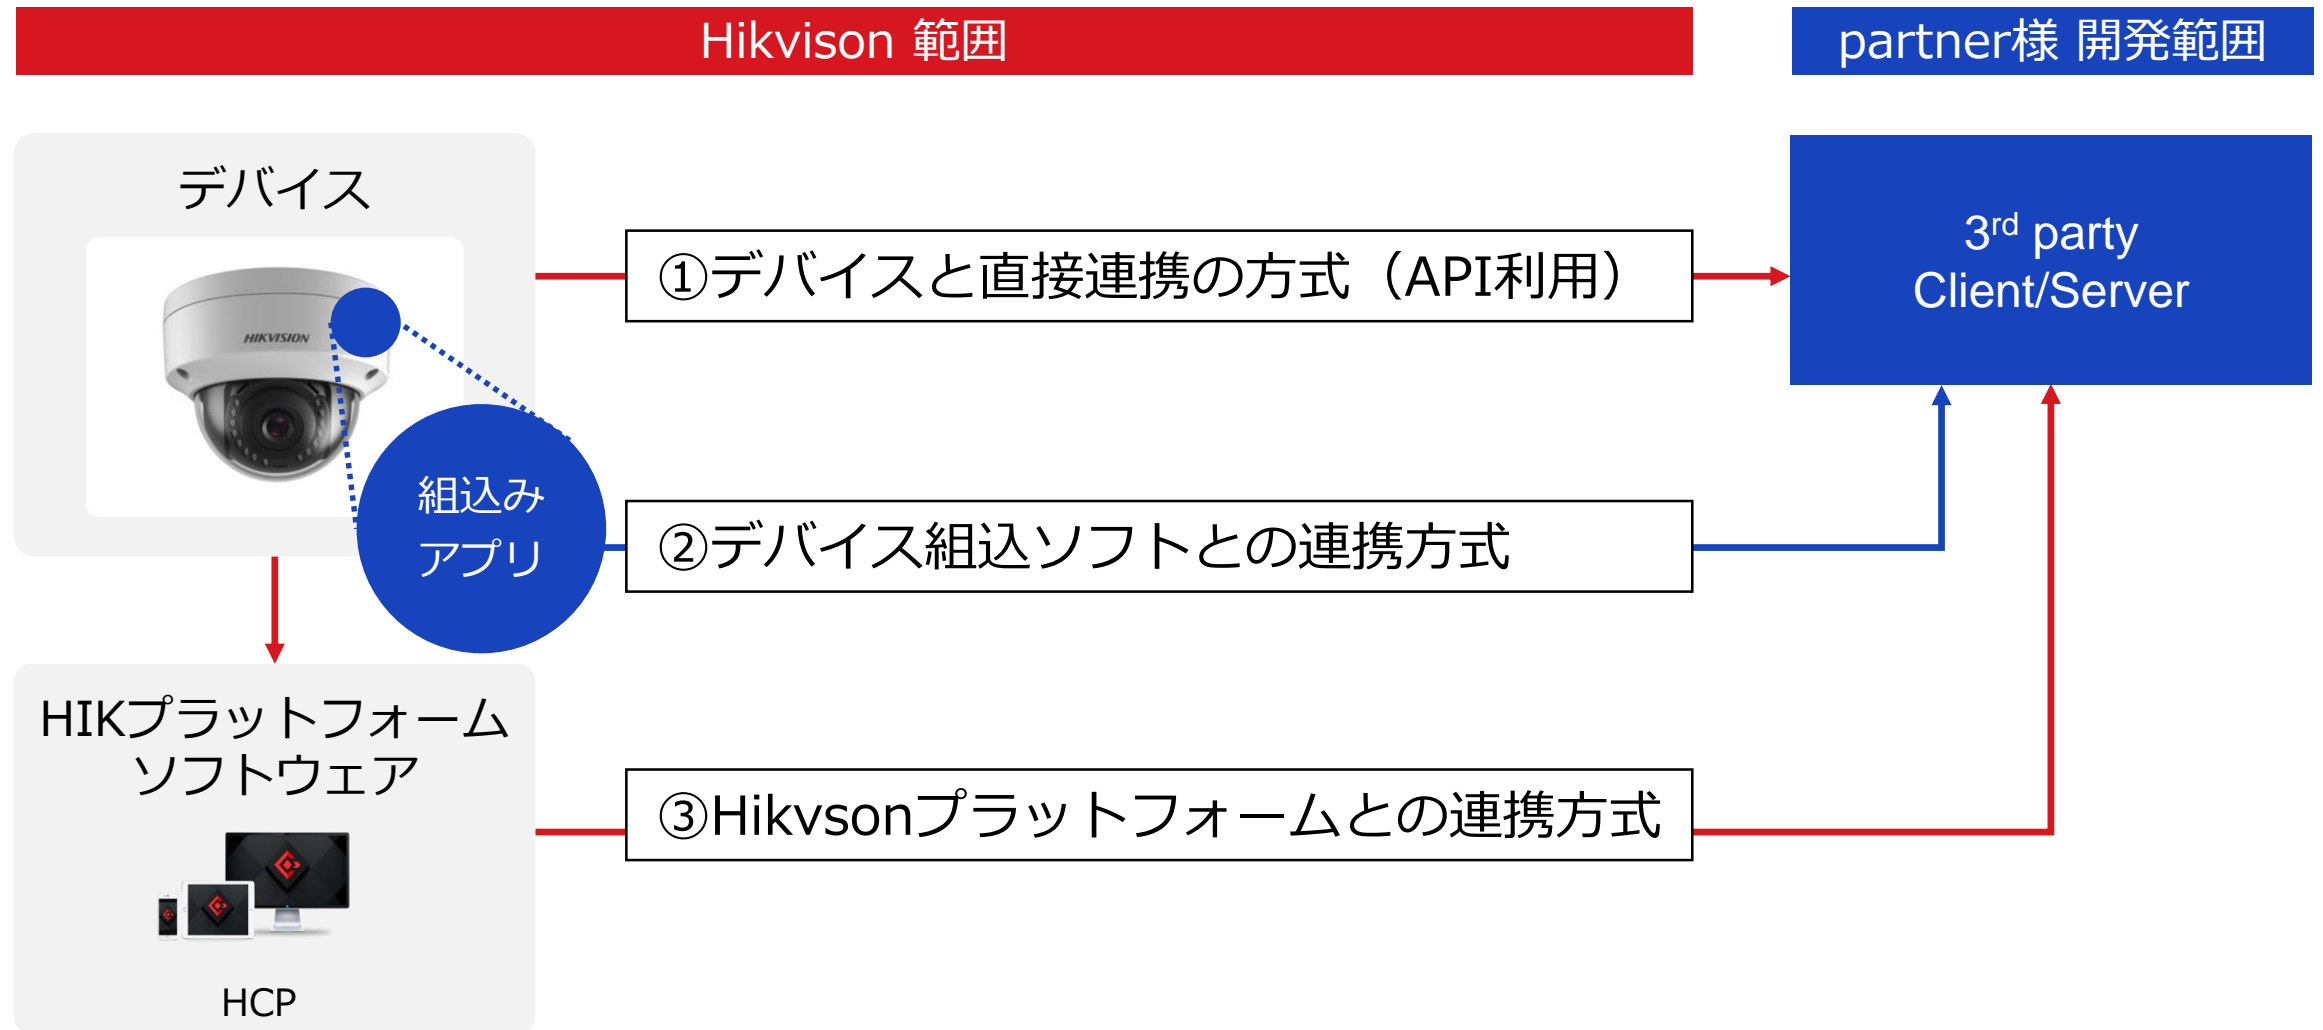 Hikvison 範囲
partner様 開発範囲
デバイス
HIKVISION
組込み
アプリ
①デバイスと直接連携の方式（API利用）
3rd party
Client/Server
②デバイス組込ソフトとの連携方式
HIKプラットフォーム
ソフトウェア
HCP
③Hikvsonプラットフォームとの連携方式